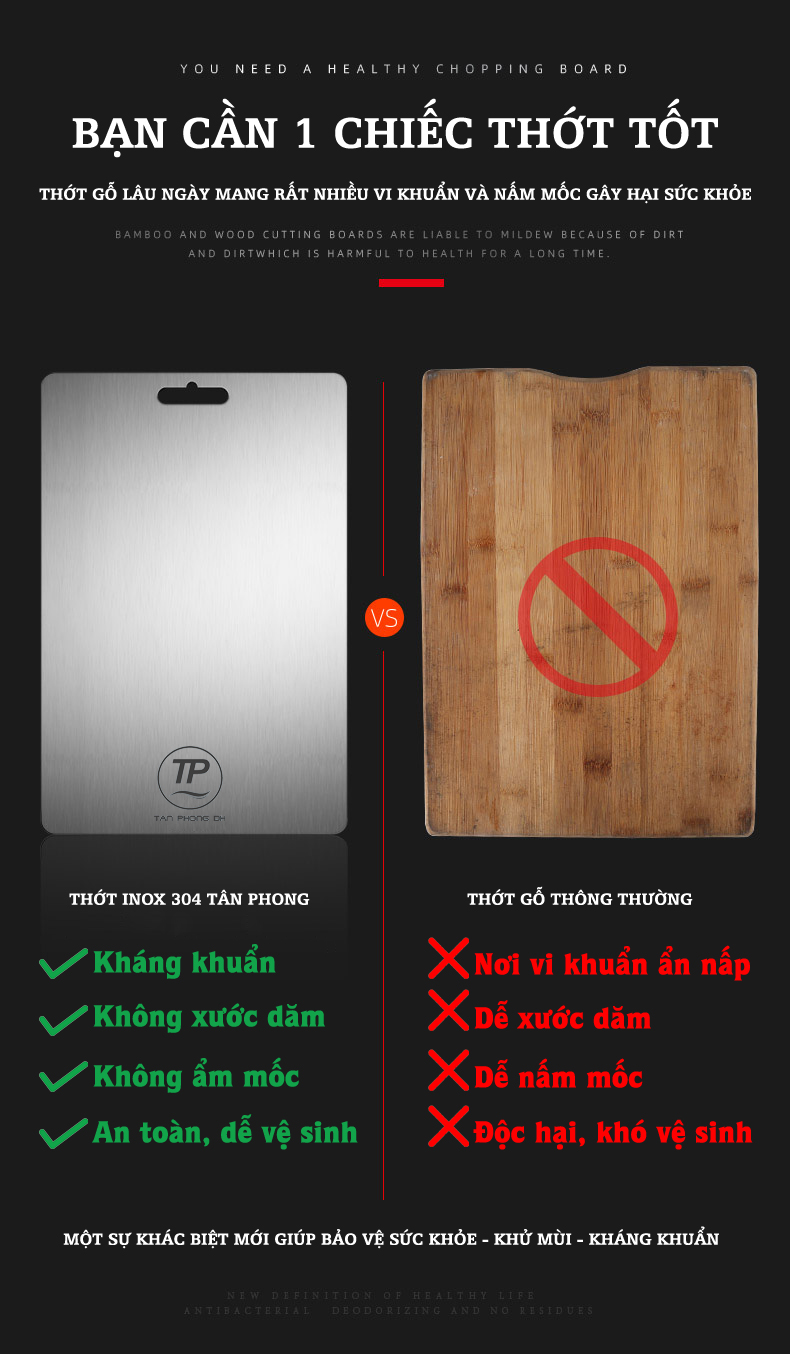 YOU NEED A HEALTHY CHOPPING BOARD
BẠN CẦN 1 CHIẾC THỚT TỐT
THỚT GỖ LÂU NGÀY MANG RẤT NHIỀU VI KHUẨN VÀ NẤM MỐC GÂY HẠI SỨC KHỎE
BAMBOO AND WOOD CUTTING BOARDS ARE LIABLE TO MILDEW BECAUSE OF DIRT
AND DIRTWHICH IS HARMFUL TO HEALTH FOR A LONG TIME.
VS
TP
TAN PHONG DH
THỚT INOX 304 TÂN PHONG
Kháng khuẩn
Không xước dăm
Không ẩm mốc
An toàn, dễ vệ sinh
THỚT GỖ THÔNG THƯỜNG
Nơi vi khuẩn ẩn nấp
Dễ xước dăm
Dễ nấm mốc
Độc hại, khó vệ sinh
MỘT SỰ KHÁC BIỆT MỚI GIÚP BẢO VỆ SỨC KHỎE - KHỬ MÙI - KHÁNG KHUẨN
NEW DEFINITION OF HEALTHY LIFE
ANTIBACTERIAL DEODORIZING AND NO RESIDUES